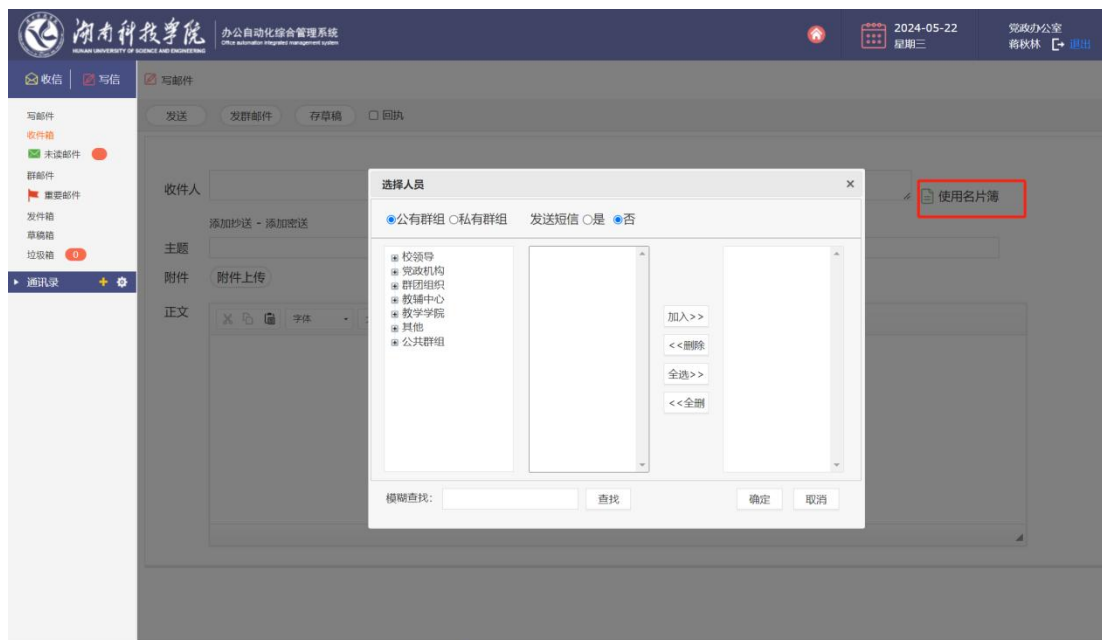 湖南科技学院 办公自动化综合管理系统
HUNAN UNIVERSITY OF SCIENCE AND ENGINEERING Office automation integrated management system
2024-05-22 党政办公室
星期三 蒋秋林 退出
收信 写信 写邮件
写邮件
收件箱
未读邮件
群邮件
重要邮件
发件箱
草稿箱
垃圾箱 0
通讯录
发送 发群邮件 存草稿 回执
收件人 使用名片簿
添加抄送 - 添加密送
主题
附件 附件上传
正文
字体
选择人员 ×
公有群组 私有群组 发送短信 是 否
校领导
党政机构
群团组织
教辅中心
教学学院
其他
公共群组
加入>>
<<删除
全选>>
<<全删
模糊查找: 查找 确定 取消